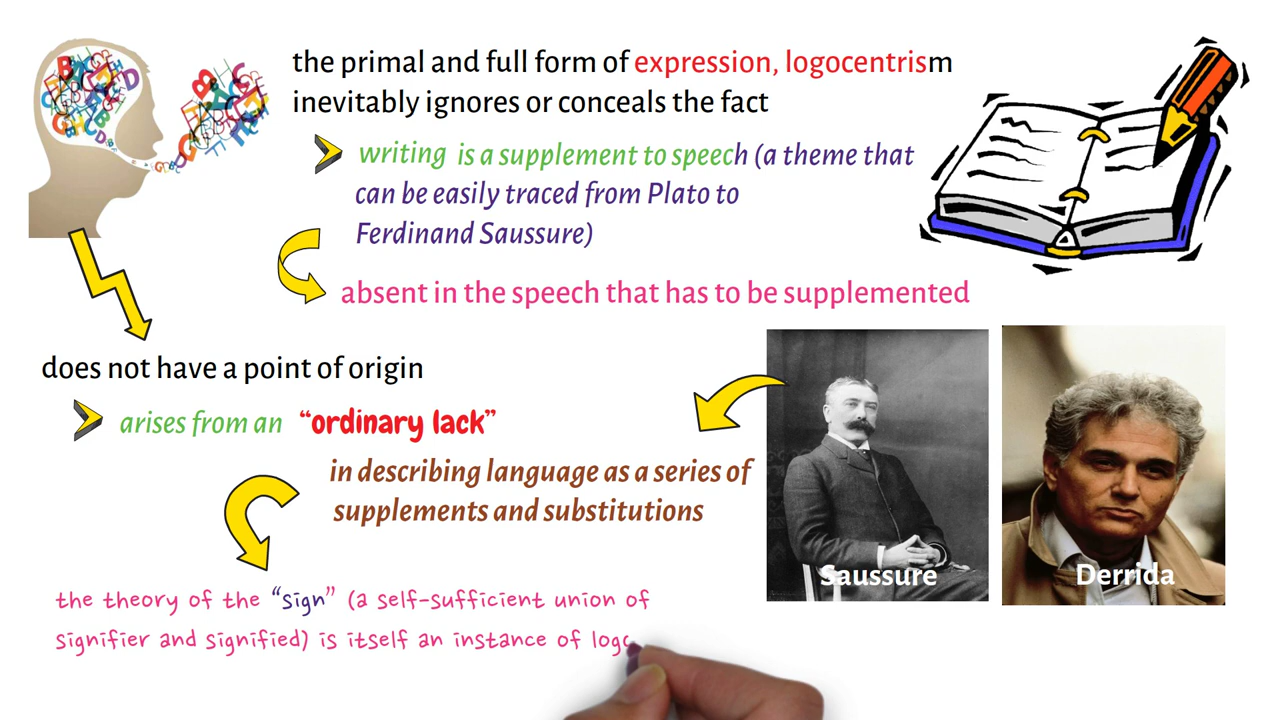 the primal and full form of expression, logocentrism
inevitably ignores or conceals the fact
writing is a supplement to speech (a theme that
can be easily traced from Plato to
Ferdinand Saussure)
absent in the speech that has to be supplemented
does not have a point of origin
arises from an "ordinary lack"
in describing language as a series of
supplements and substitutions
Saussure
Derrida
the theory of the "sign" (a self-sufficient union of
signifier and signified) is itself an instance of logo